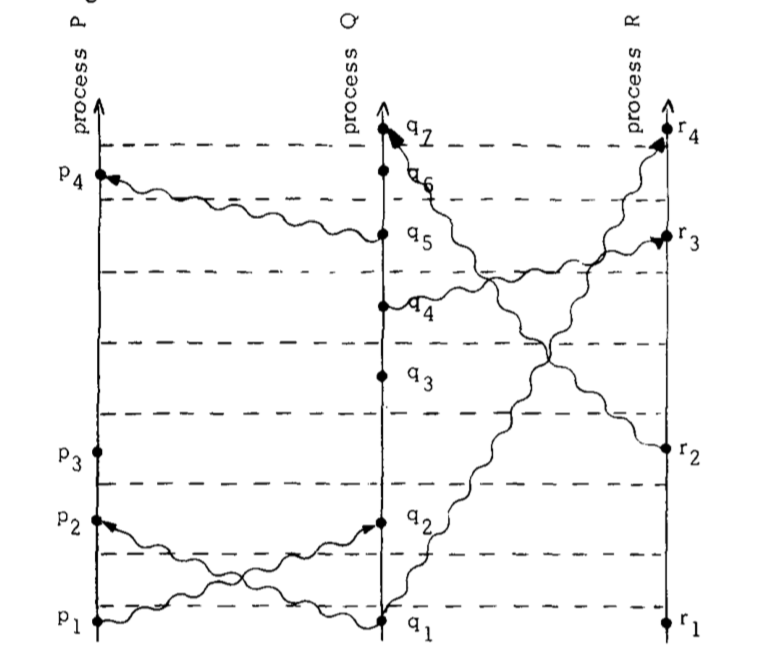 process P
process Q
process R
q7
r4
p4
q6
q5
r3
q4
q3
p3
r2
p2
q2
p1
q1
r1